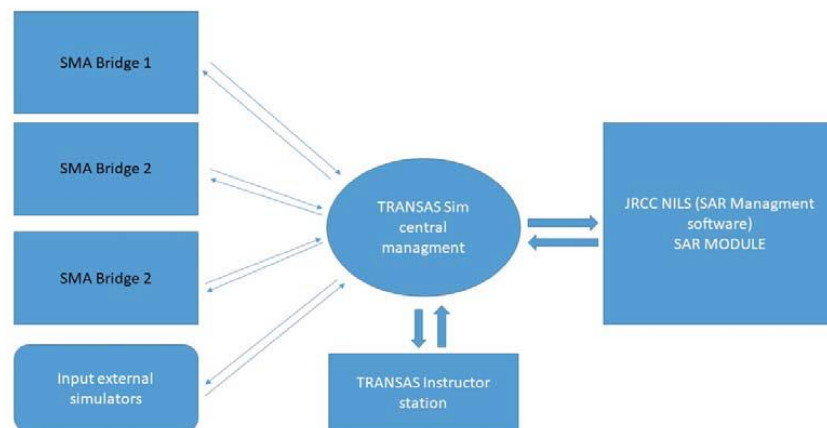 SMA Bridge 1
SMA Bridge 2
SMA Bridge 2
Input external
simulators
TRANSAS Sim
central
managment
TRANSAS Instructor
station
JRCC NILS (SAR Managment
software)
SAR MODULE